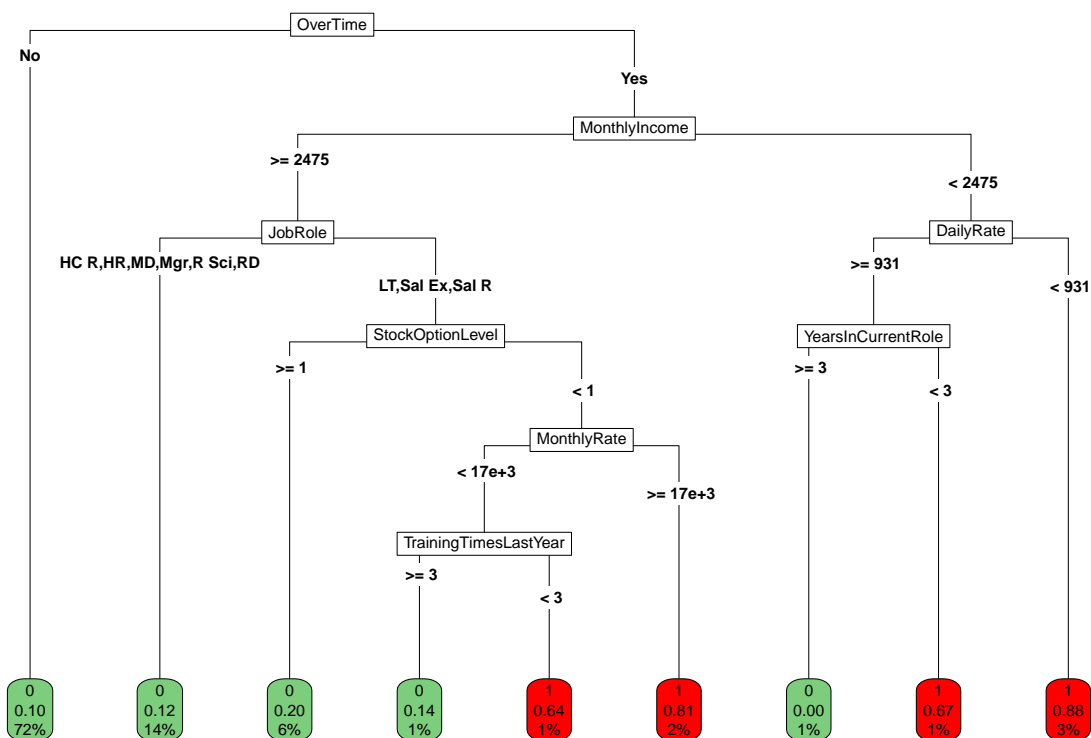 OverTime
No
Yes
MonthlyIncome
>= 2475
< 2475
JobRole
DailyRate
HC R,HR,MD,Mgr,R Sci,RD
LT,Sal Ex,Sal R
>= 931
< 931
StockOptionLevel
YearsInCurrentRole
>= 1
< 1
>= 3
< 3
MonthlyRate
< 17e+3
>= 17e+3
TrainingTimesLastYear
>= 3
< 3
0
0.10
72%
0
0.12
14%
0
0.20
6%
0
0.14
1%
1
0.64
1%
1
0.81
2%
0
0.00
1%
1
0.67
1%
1
0.88
3%